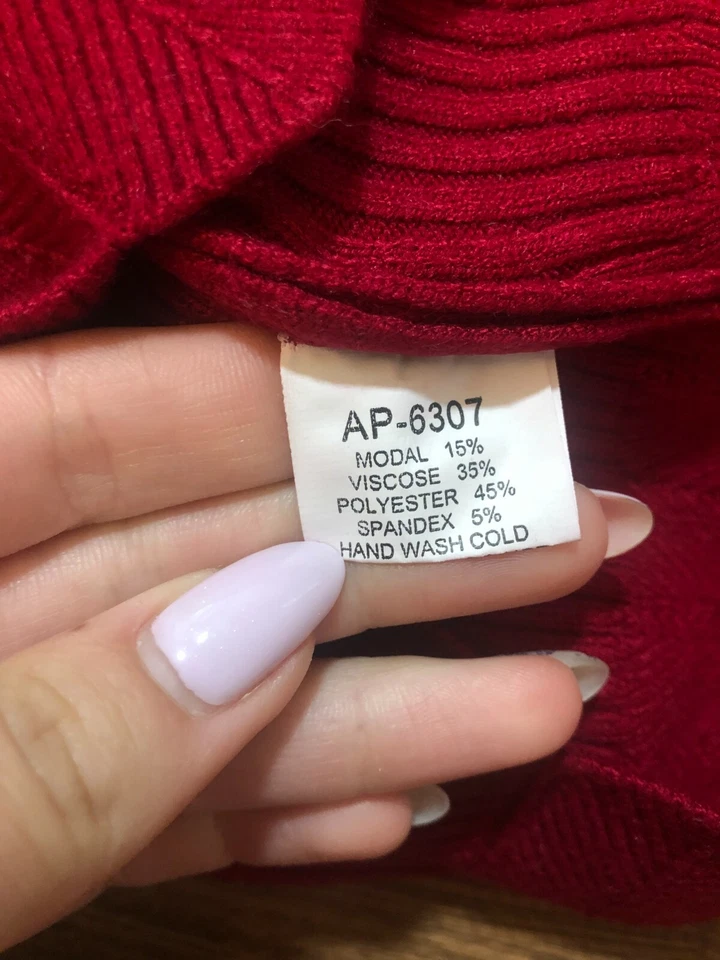 AP-6307
MODAL 15%
VISCOSE 35%
POLYESTER 45%
SPANDEX 5%
HAND WASH COLD